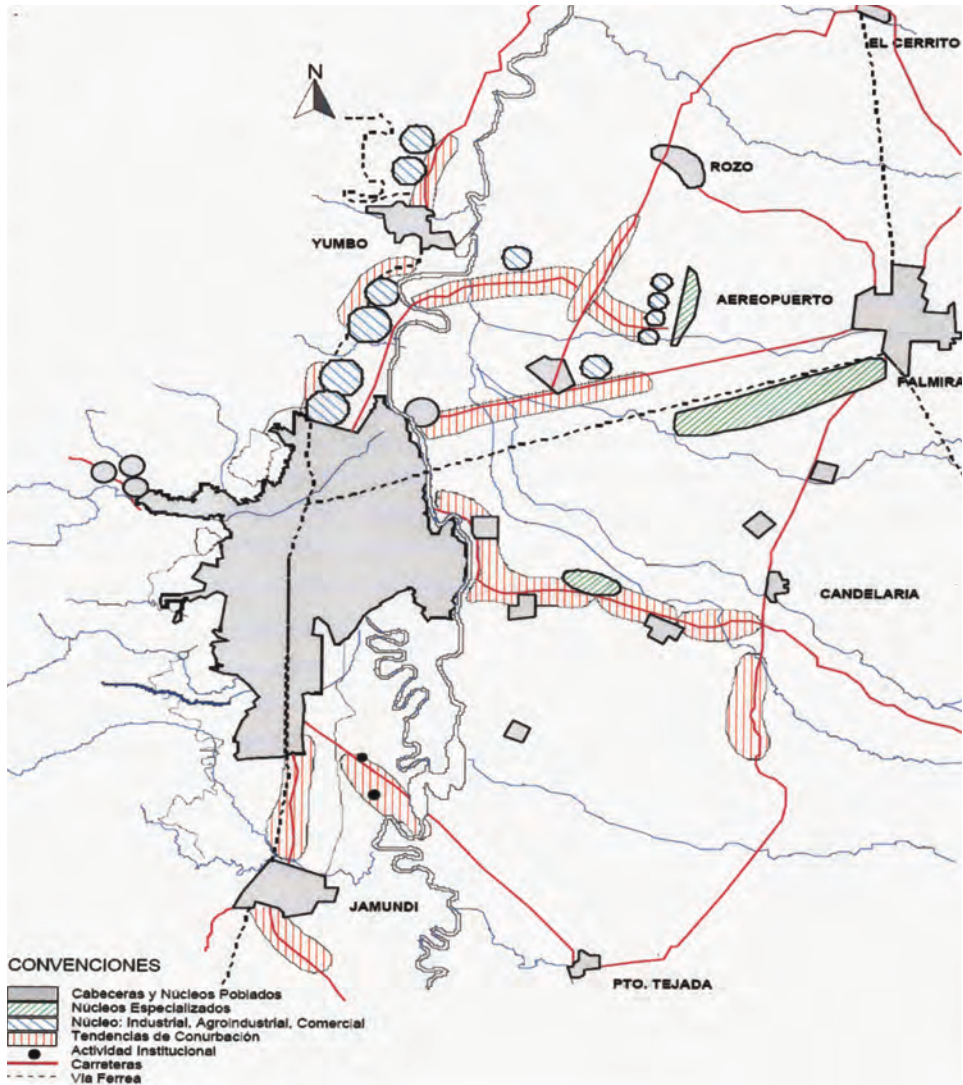 EL CERRITO
N
ROZO
YUMBO
AEREOPUERTO
PALMIRA
CANDELARIA
JAMUNDI
PTO. TEJADA
CONVENCIONES
Cabeceras y Núcleos Poblados
Núcleos Especializados
Núcleo: Industrial, Agroindustrial, Comercial
Tendencias de Conurbación
Actividad Institucional
Carreteras
Via Ferrea